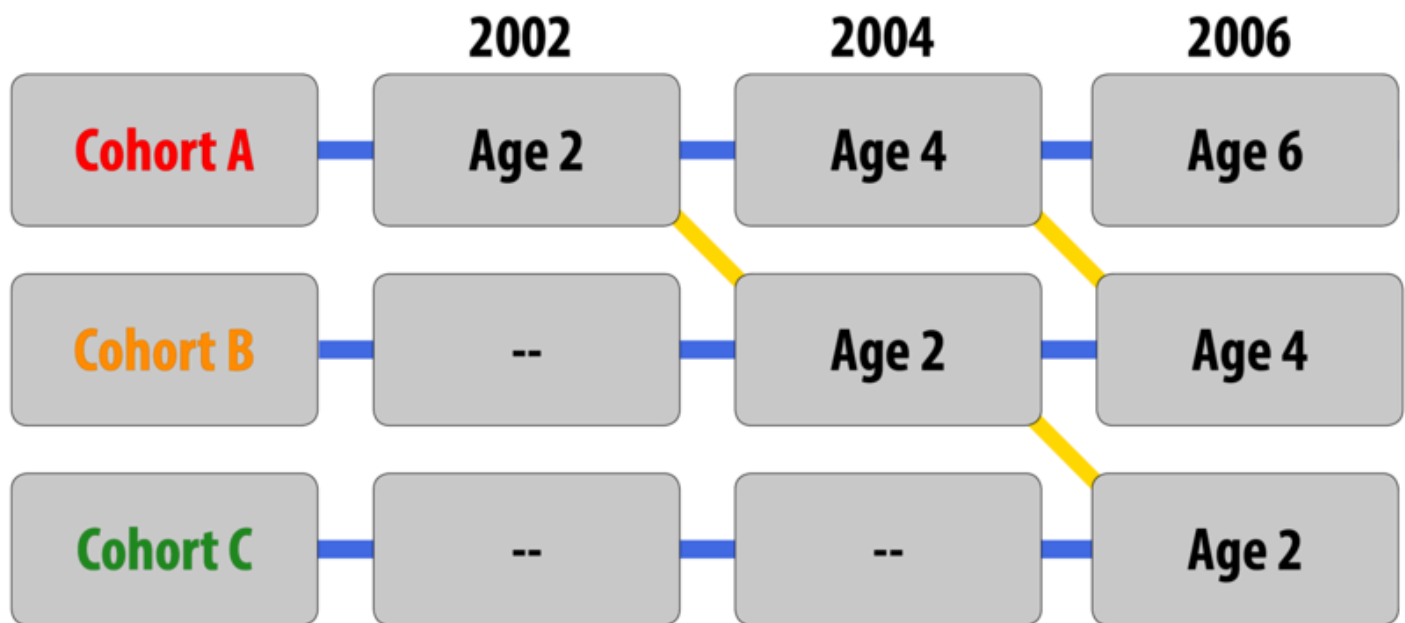 2002 2004 2006
Cohort A Age 2 Age 4 Age 6
Cohort B -- Age 2 Age 4
Cohort C -- -- Age 2